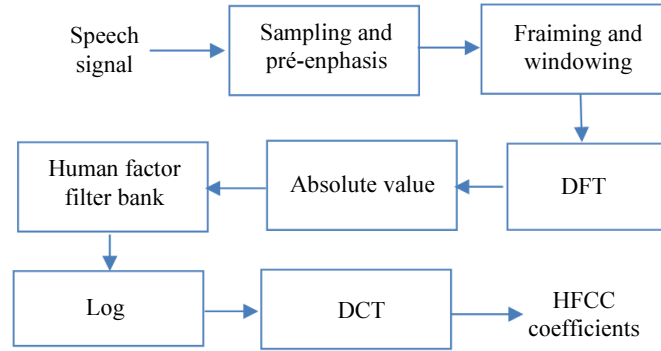 Speech
signal
Sampling and
pré-enphasis
Fraiming and
windowing
Human factor
filter bank
Absolute value
DFT
Log
DCT
HFCC
coefficients